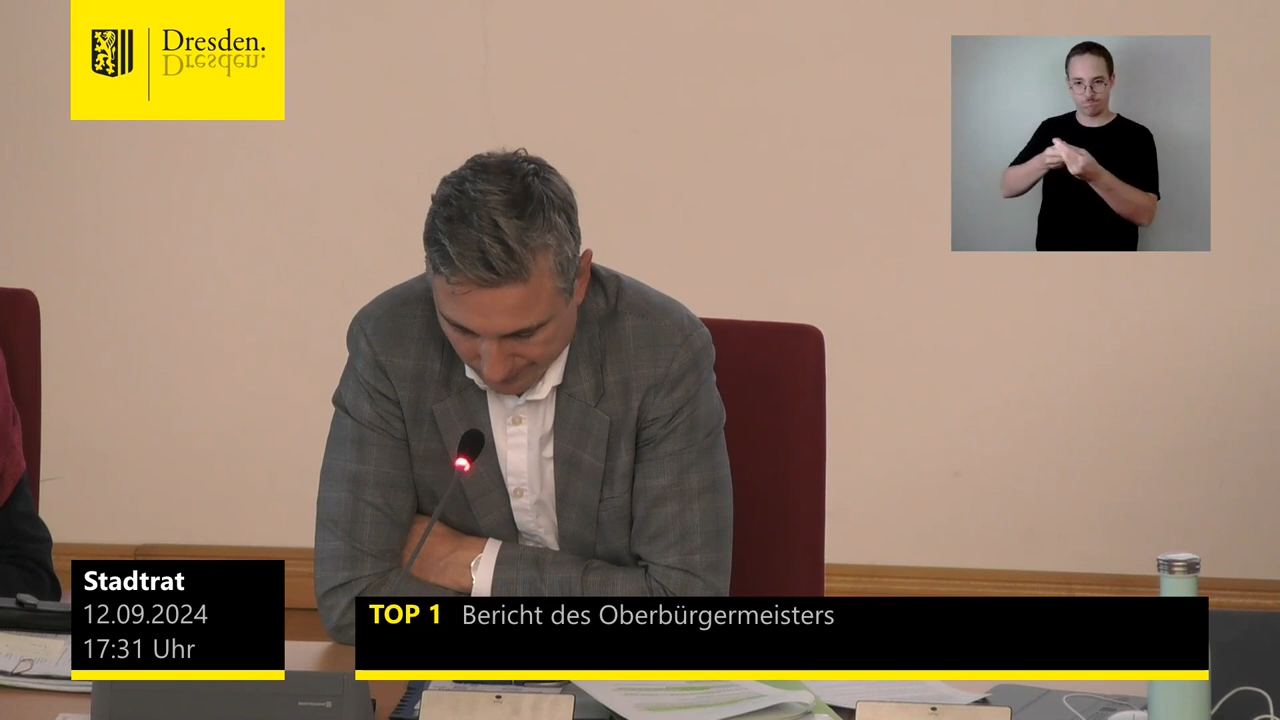 Dresden.
Dresden.
Stadtrat
12.09.2024
17:31 Uhr
TOP 1 Bericht des Oberbürgermeisters